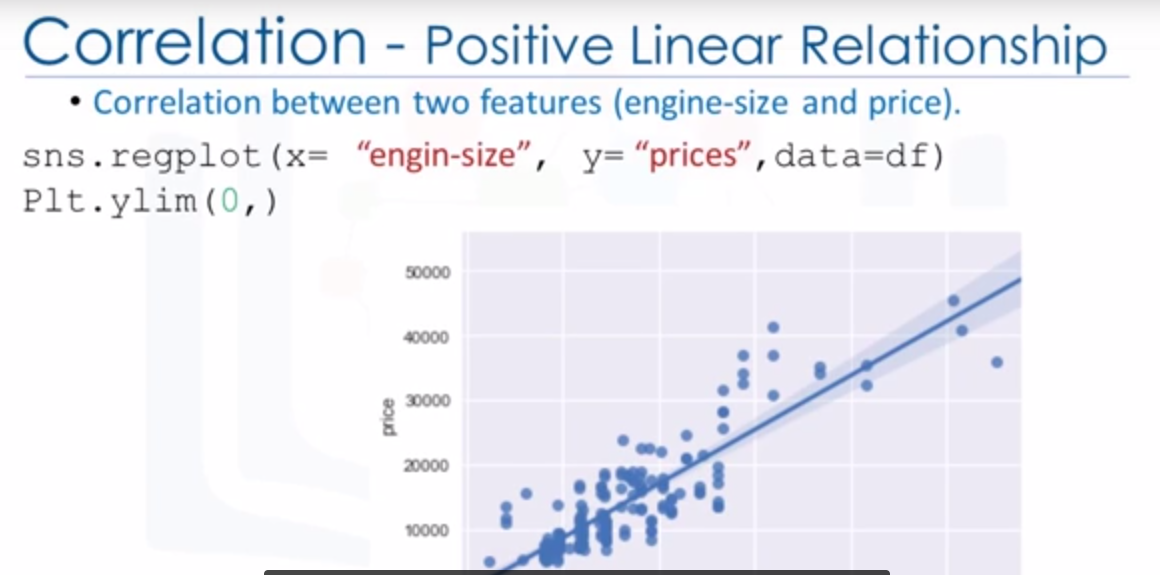 Correlation - Positive Linear Relationship
• Correlation between two features (engine-size and price).
sns.regplot(x= “engin-size”, y= “prices”,data=df)
Plt.ylim(0,)
50000
40000
30000
price
20000
10000